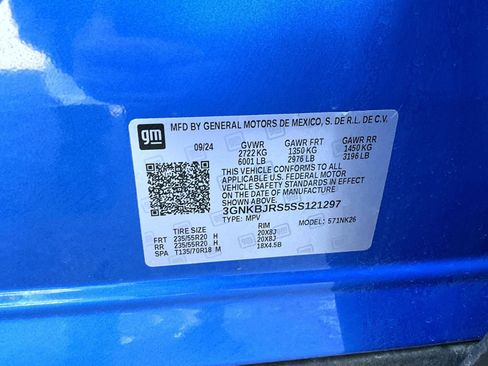 gm
MFD BY GENERAL MOTORS DE MEXICO, S. DE R.L. DE C.V.
09/24 GVWR GAWR FRT GAWR RR
2722 KG 1350 KG 1450 KG
6001 LB 2976 LB 3196 LB
THIS VEHICLE CONFORMS TO ALL
APPLICABLE U.S. FEDERAL MOTOR
VEHICLE SAFETY STANDARDS IN EFFECT
ON THE DATE OF MANUFACTURE SHOWN
ABOVE.
3GNKBJRS5SS121297
TYPE: MPV MODEL: 571NK26
TIRE SIZE RIM
FRT 235/55R20 H 20X8J
RR 235/55R20 H 20X8J
SPA T135/70R18 M 18X4.5B